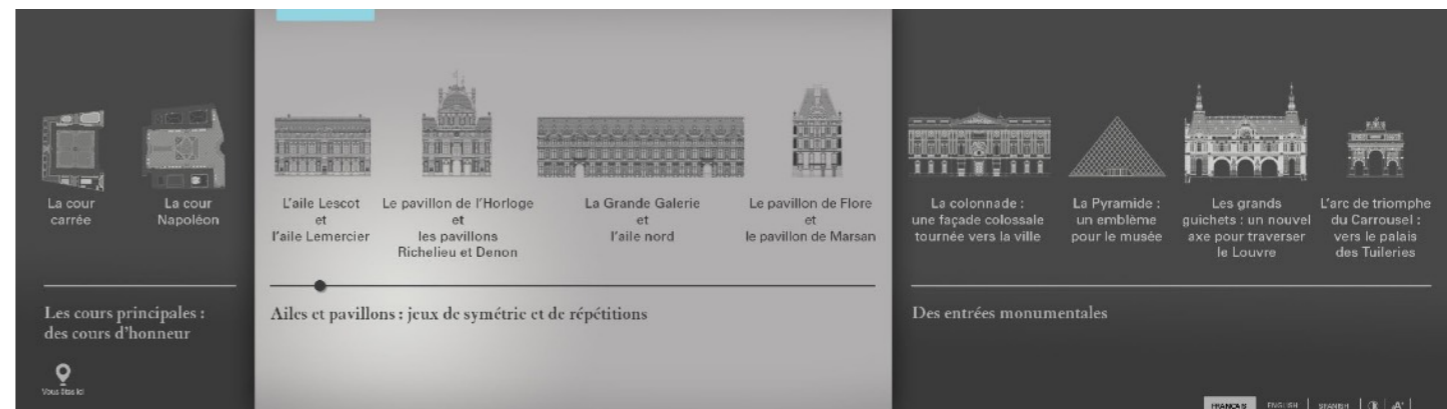 La cour
carrée
La cour
Napoléon
L'aile Lescot
et
l'aile Lemercier
Le pavillon de l'Horloge
et
les pavillons
Richelieu et Denon
La Grande Galerie
et
l'aile nord
Le pavillon de Flore
et
le pavillon de Marsan
La colonnade :
une façade colossale
tournée vers la ville
La Pyramide :
un emblème
pour le musée
Les grands
guichets : un nouvel
axe pour traverser
le Louvre
L'arc de triomphe
du Carrousel :
vers le palais
des Tuileries
Les cours principales :
des cours d'honneur
Ailes et pavillons : jeux de symétrie et de répétitions
Des entrées monumentales
Vous êtes ici
FRANÇAIS
ENGLISH
SPANISH
A+